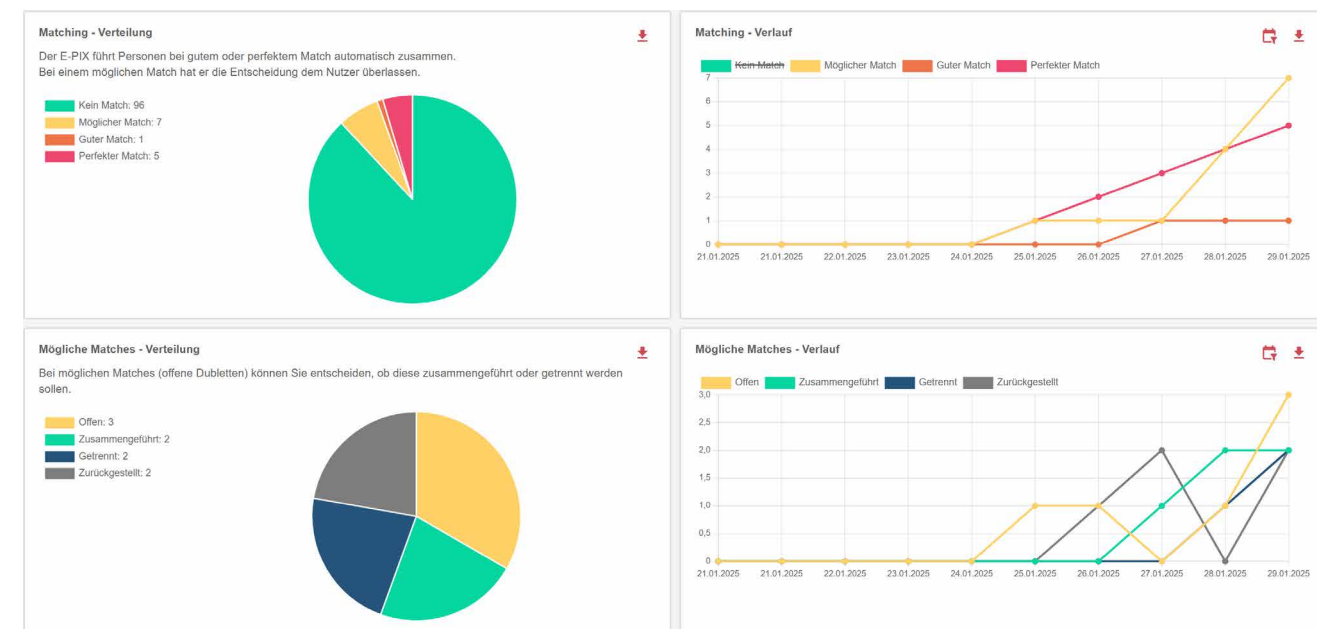 Matching - Verteilung
Der E-PIX führt Personen bei gutem oder perfektem Match automatisch zusammen.
Bei einem möglichen Match hat er die Entscheidung dem Nutzer überlassen.
Kein Match: 96
Möglicher Match: 7
Guter Match: 1
Perfekter Match: 5
Matching - Verlauf
Kein Match Möglicher Match Guter Match Perfekter Match
7
6
5
4
3
2
1
0
21.01.2025 21.01.2025 22.01.2025 23.01.2025 24.01.2025 25.01.2025 26.01.2025 27.01.2025 28.01.2025 29.01.2025
Mögliche Matches - Verteilung
Bei möglichen Matches (offene Dubletten) können Sie entscheiden, ob diese zusammengeführt oder getrennt werden
sollen.
Offen: 3
Zusammengeführt: 2
Getrennt: 2
Zurückgestellt: 2
Mögliche Matches - Verlauf
Offen Zusammengeführt Getrennt Zurückgestellt
3,0
2,5
2,0
1,5
1,0
0,5
0
21.01.2025 21.01.2025 22.01.2025 23.01.2025 24.01.2025 25.01.2025 26.01.2025 27.01.2025 28.01.2025 29.01.2025